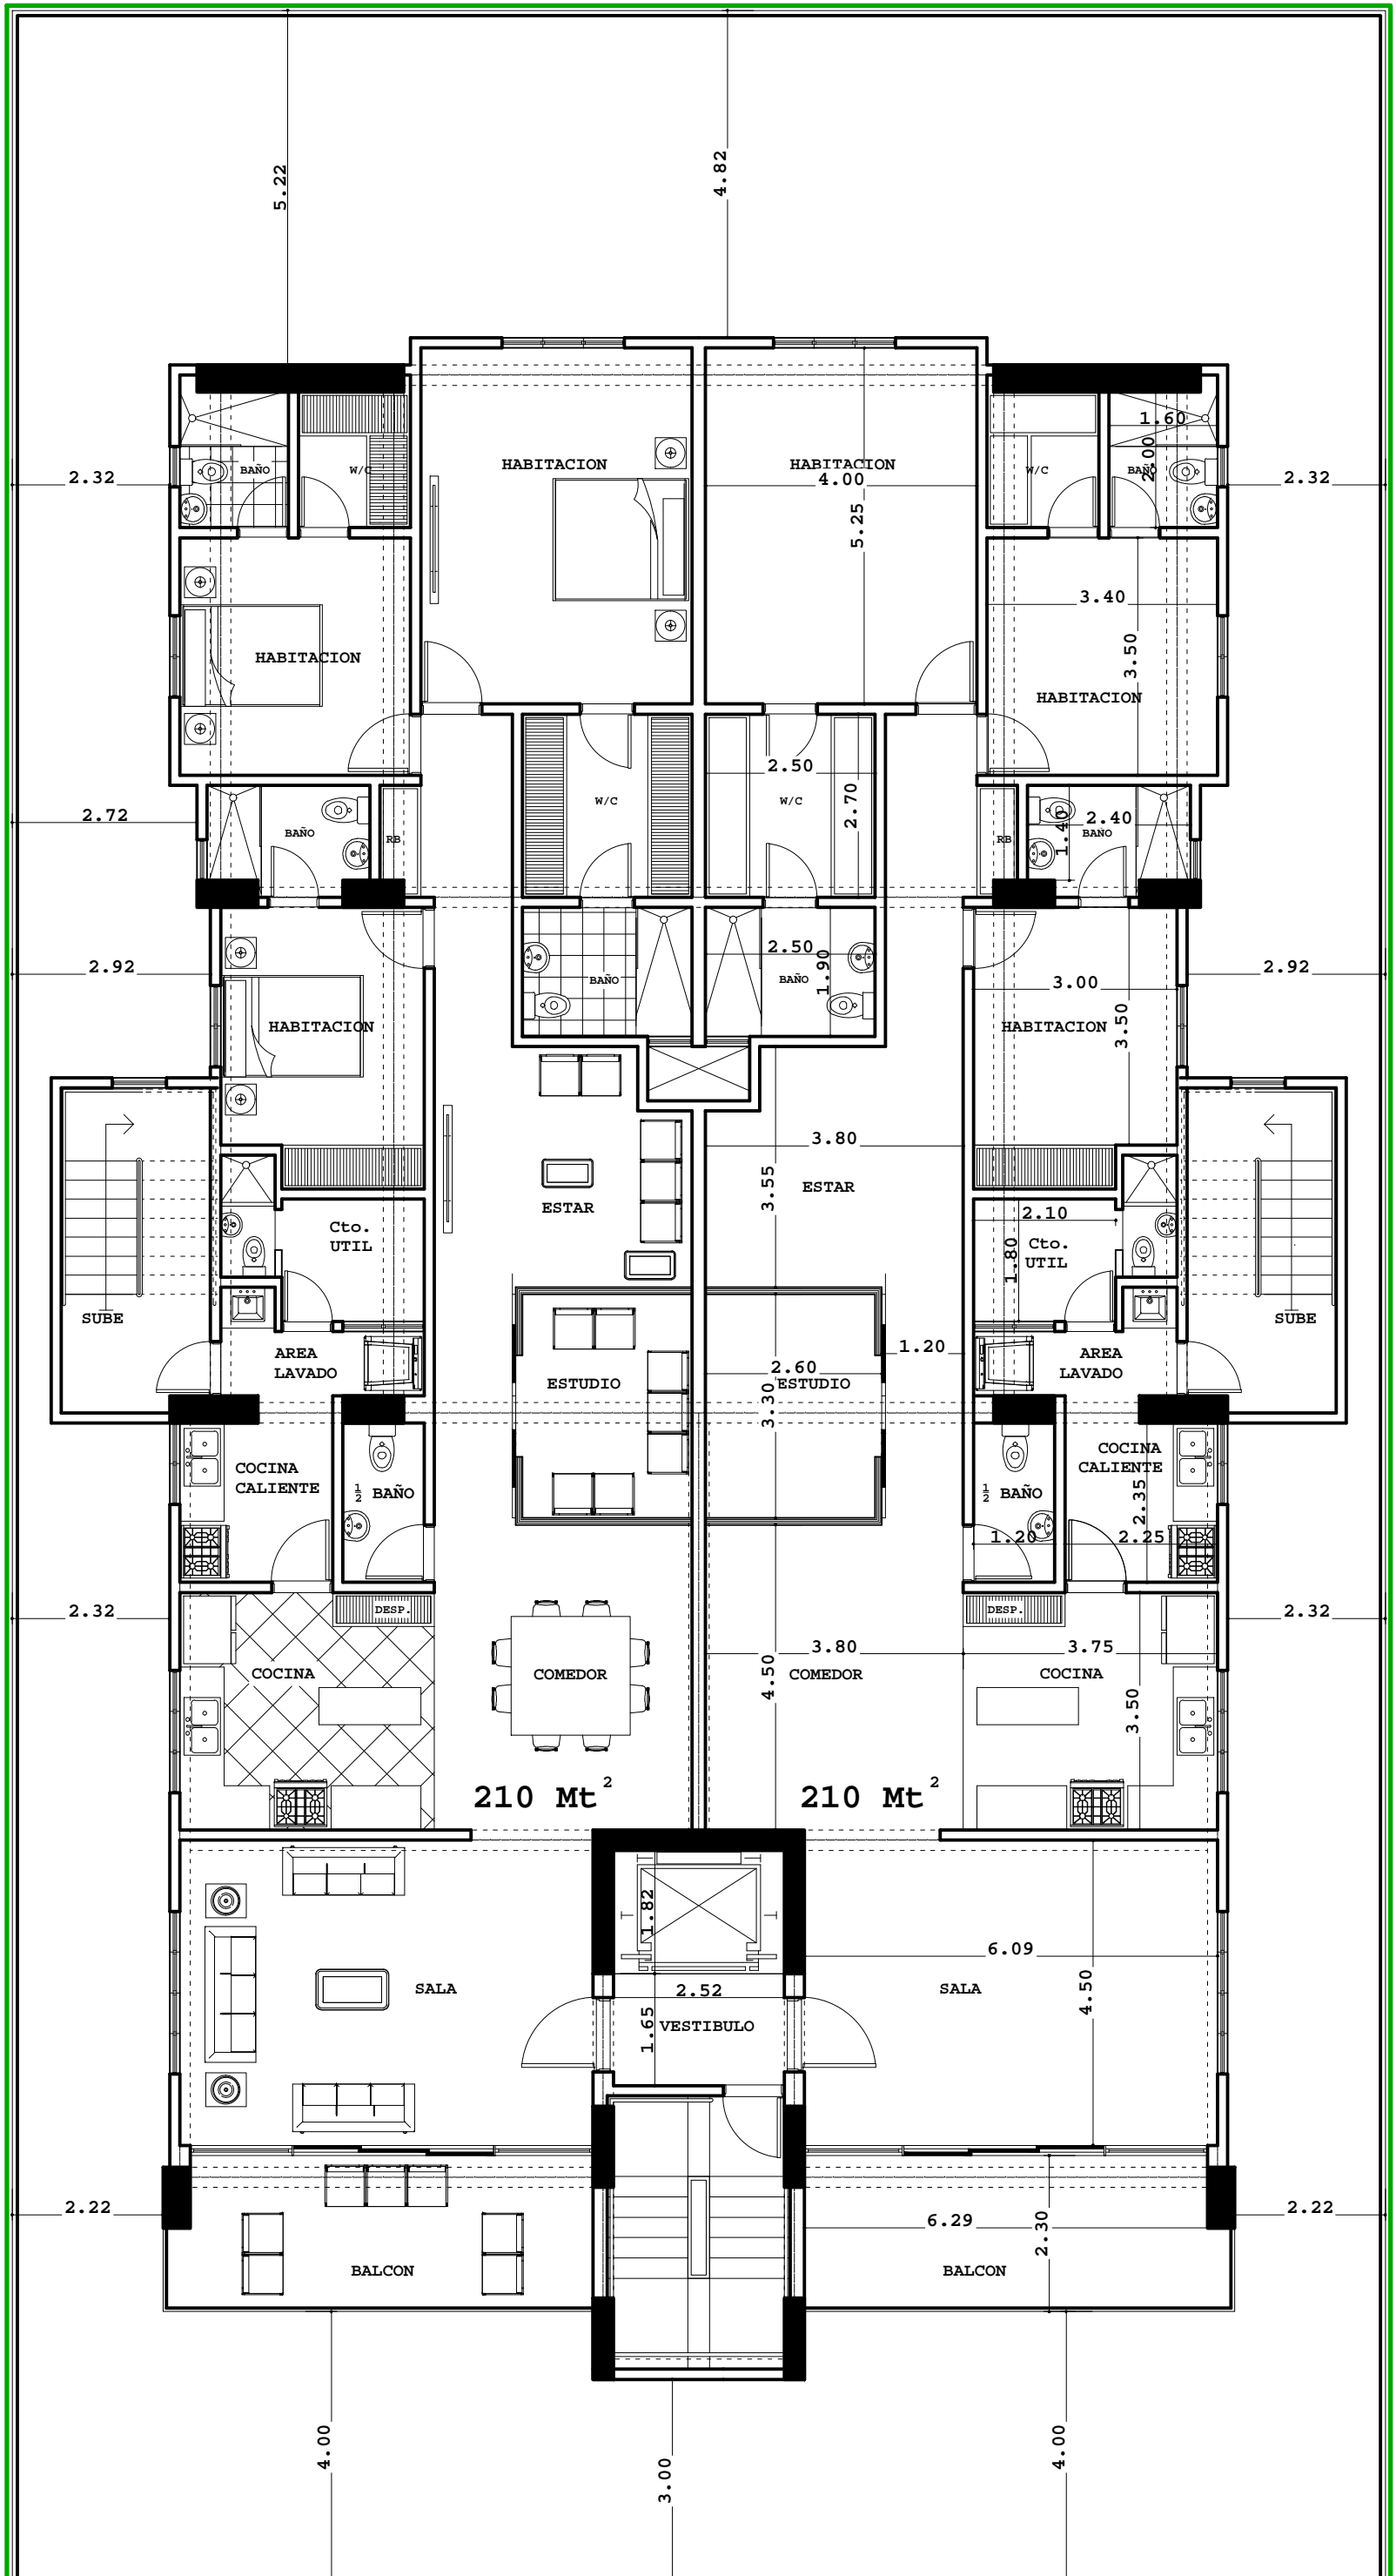 5.22
4.82
1.60
HABITACION
HABITACION
BAÑO
W/C
W/C
BAÑO
2.00
2.32
4.00
2.32
5.25
3.40
HABITACION
3.50
HABITACION
2.50
W/C
W/C
2.70
2.72
BAÑO
RB
RB
1.40
2.40
BAÑO
2.50
2.92
BAÑO
BAÑO
1.90
2.92
3.00
HABITACION
HABITACION
3.50
3.80
ESTAR
3.55
ESTAR
Cto.
UTIL
2.10
Cto.
UTIL
1.80
SUBE
SUBE
AREA
LAVADO
1.20
AREA
LAVADO
2.60
ESTUDIO
ESTUDIO
3.30
COCINA
CALIENTE
COCINA
CALIENTE
1/2 BAÑO
1/2 BAÑO
2.35
1.20
2.25
2.32
DESP.
DESP.
2.32
3.80
3.75
COCINA
COMEDOR
COMEDOR
COCINA
4.50
3.50
210 Mt²
210 Mt²
1.82
6.09
SALA
2.52
SALA
4.50
1.65
VESTIBULO
2.22
2.22
6.29
2.30
BALCON
BALCON
4.00
4.00
3.00